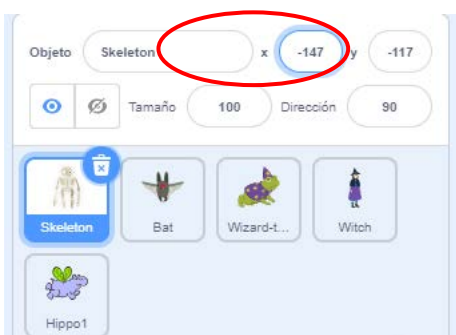 Objeto Skeleton x -147 y -117
Tamaño 100 Dirección 90
Skeleton Bat Wizard-t... Witch
Hippo1